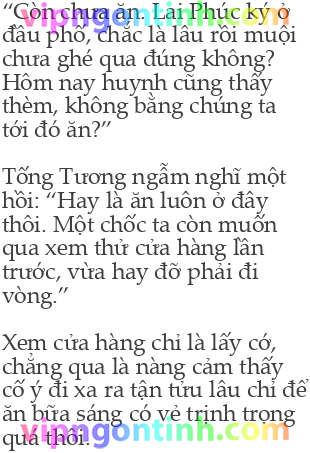 “Còn chưa ăn. Lân Phúc ký ở
vipngontinh.com
đầu phố, chắc là lâu rồi muội
chưa ghé qua đúng không?
Hôm nay huynh cũng thấy
thèm, không bằng chúng ta
tới đó ăn?”
Tống Tương ngẫm nghĩ một
hồi: “Hay là ăn luôn ở đây
thôi. Một chốc ta còn muốn
qua xem thử cửa hàng lần
trước, vừa hay đỡ phải đi
vòng.”
Xem cửa hàng chỉ là lấy cớ,
chẳng qua là nàng cảm thấy
cố ý đi xa ra tận tửu lâu chỉ để
ăn bữa sáng có vẻ trịnh trọng
vipngontinh.com
quá thôi.